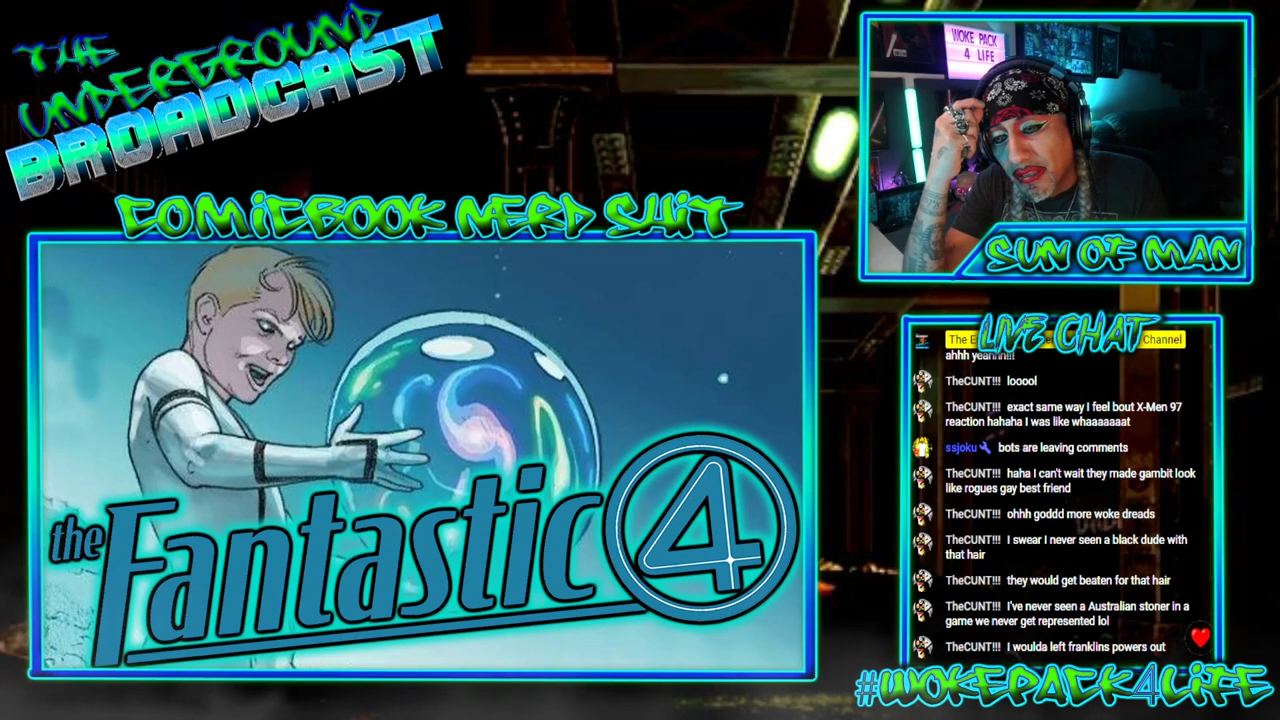 THE
UNDERGROUND
BROADCAST
COMICBOOK NERD SHIT
WOKE PACK
4 LIFE
SUN OF MAN
the Fantastic 4
LIVE CHAT
The E
Channel
ahhh yeahh!!!
TheCUNT!!! looool
TheCUNT!!! exact same way I feel bout X-Men 97
reaction hahaha I was like whaaaaaaat
ssjoku bots are leaving comments
TheCUNT!!! haha I can't wait they made gambit look
like rogues gay best friend
TheCUNT!!! ohhh goddd more woke dreads
TheCUNT!!! I swear I never seen a black dude with
that hair
TheCUNT!!! they would get beaten for that hair
TheCUNT!!! I've never seen a Australian stoner in a
game we never get represented lol
TheCUNT!!! I woulda left franklins powers out
#WOKEPACK4LIFE